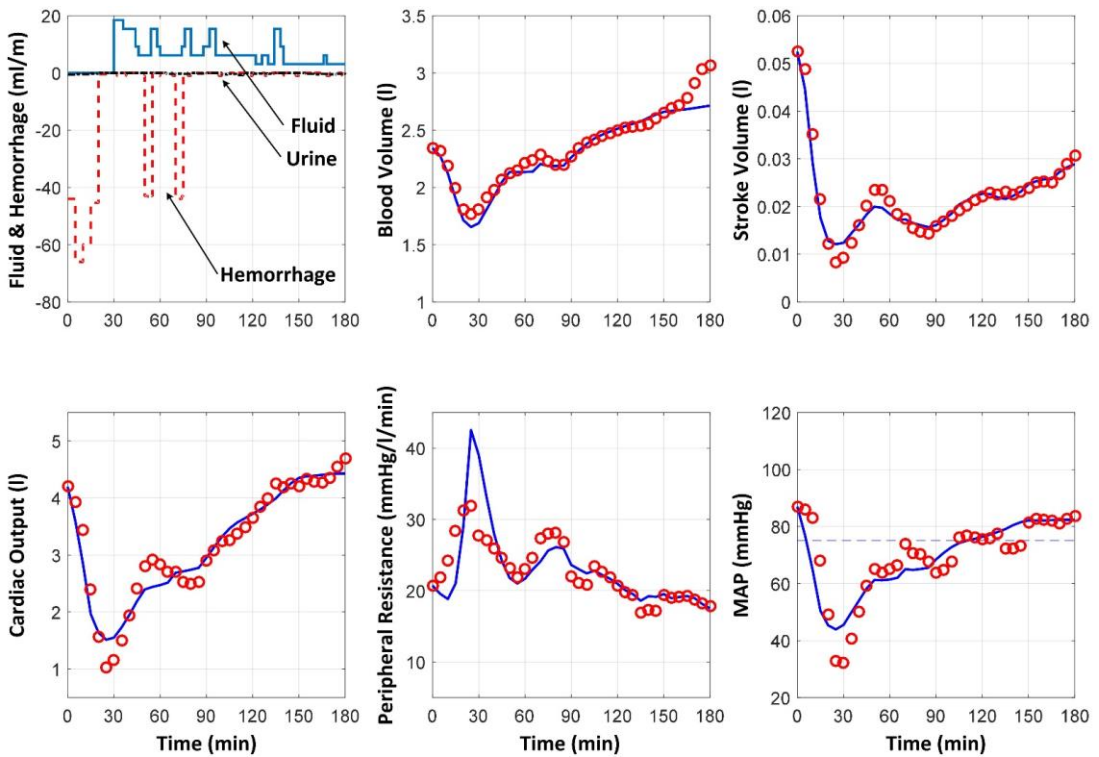 Fluid & Hemorrhage (ml/m)
20
0
-20
-40
-60
-80
Fluid
Urine
Hemorrhage
0 30 60 90 120 150 180
Blood Volume (l)
3.5
3
2.5
2
1.5
1
0 30 60 90 120 150 180
Stroke Volume (l)
0.06
0.05
0.04
0.03
0.02
0.01
0
0 30 60 90 120 150 180
Cardiac Output (l)
5
4
3
2
1
0 30 60 90 120 150 180
Time (min)
Peripheral Resistance (mmHg/l/min)
40
30
20
10
0 30 60 90 120 150 180
Time (min)
MAP (mmHg)
120
100
80
60
40
20
0 30 60 90 120 150 180
Time (min)